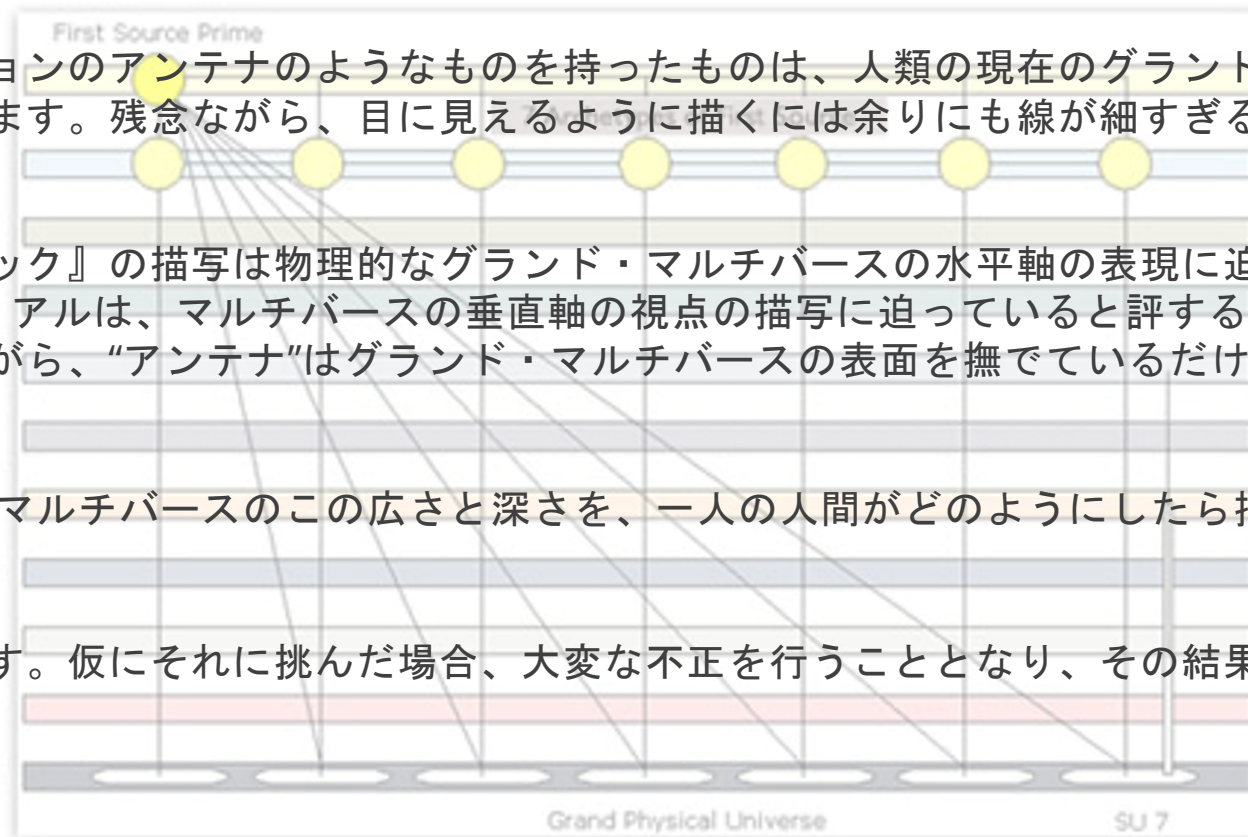 First Source Prime
ョンのアンテナのようなものを持ったものは、人類の現在のグランド
ます。残念ながら、目に見えるように描くには余りにも線が細すぎる
7 Archetypes of First Source
ック』の描写は物理的なグランド・マルチバースの水平軸の表現に迫
アルは、マルチバースの垂直軸の視点の描写に迫っていると評する
がら、“アンテナ”はグランド・マルチバースの表面を撫でているだけ
マルチバースのこの広さと深さを、一人の人間がどのようにしたら
す。仮にそれに挑んだ場合、大変な不正を行うこととなり、その結果
Grand Physical Universe
SU 7